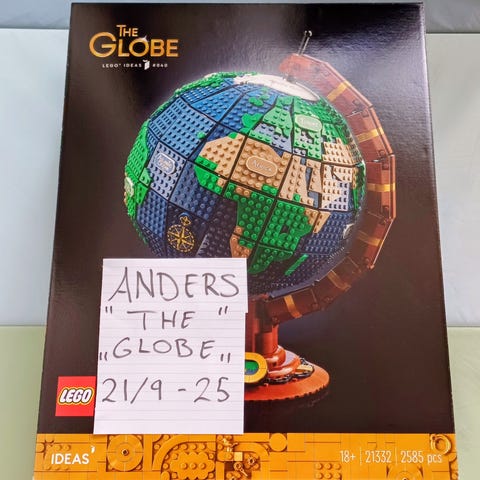 THE
GLOBE
LEGO® IDEAS #040
ANDERS
"THE"
„GLOBE„
21/9-25
LEGO
IDEAS
18+ | 21332 | 2585 pcs